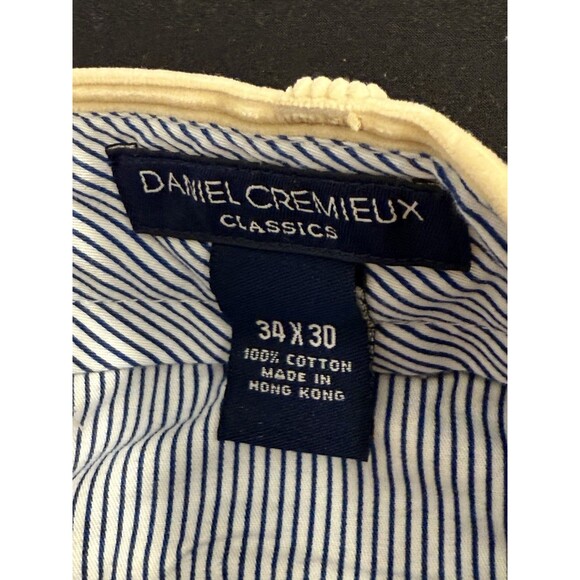 DANIEL CREMIEUX
CLASSICS
34 X 30
100% COTTON
MADE IN
HONG KONG